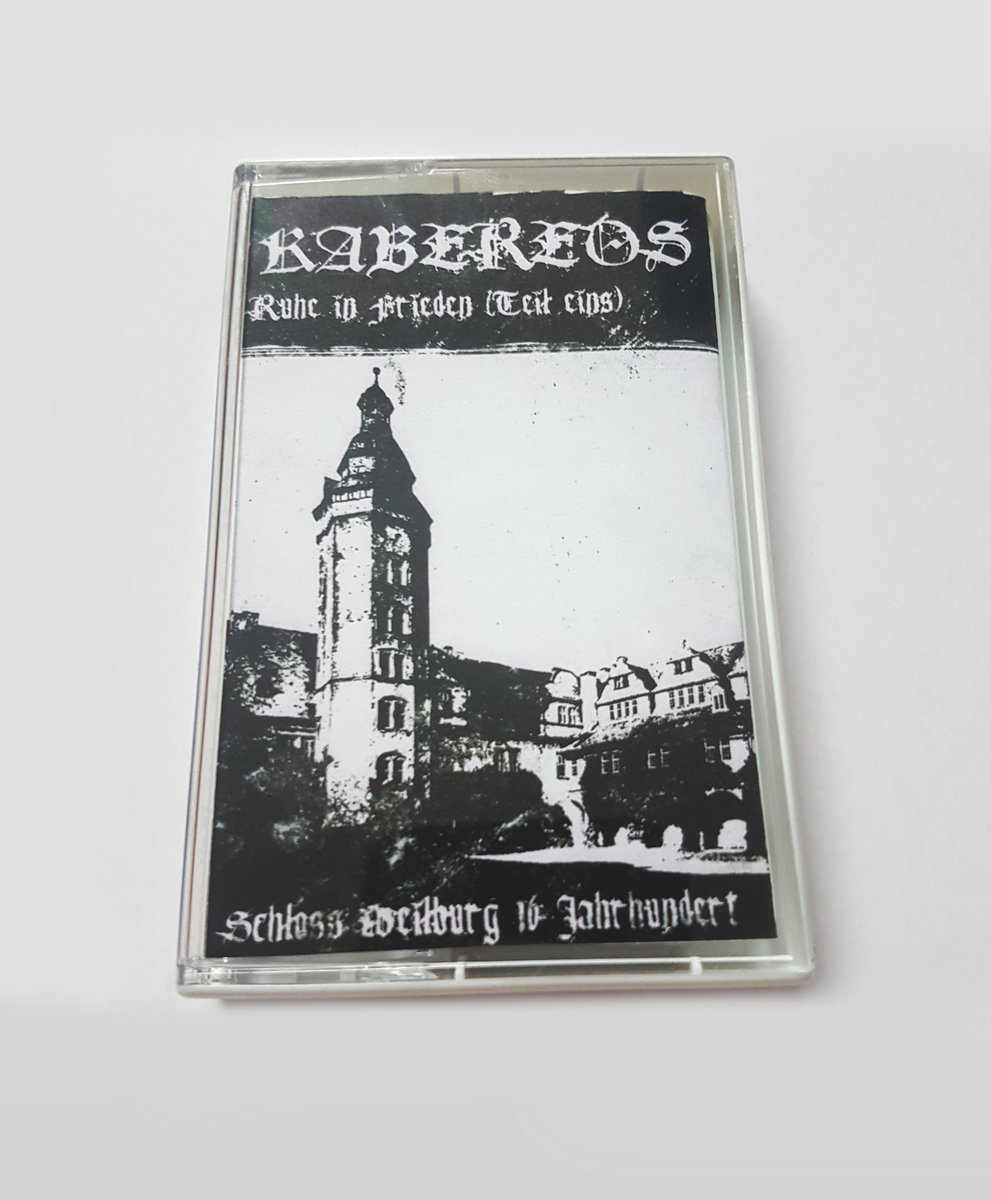 KABEREOS
Ruhe in Frieden (Teil eins)
Schloss Weilburg 16 Jahrhundert